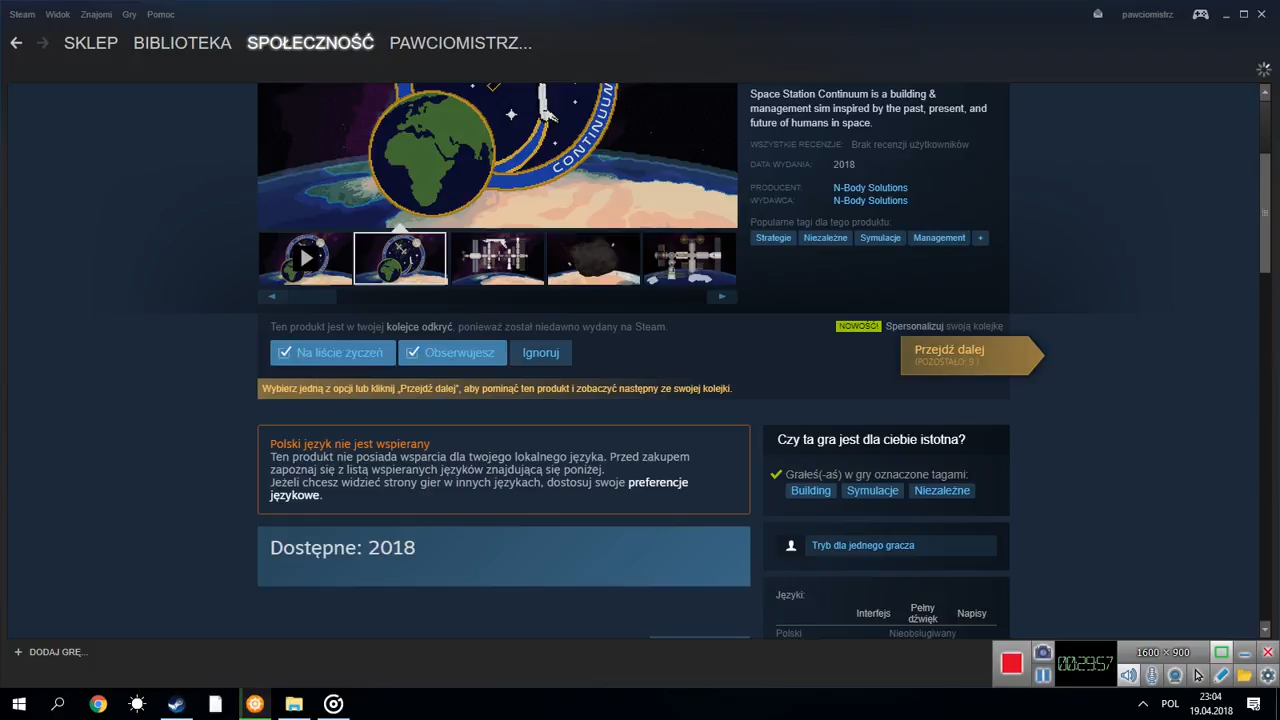 Steam Widok Znajomi Gry Pomoc
pawciomistrz
SKLEP BIBLIOTEKA SPOŁECZNOŚĆ PAWCIOMISTRZ...
CONTINUUM
Space Station Continuum is a building &
management sim inspired by the past, present, and
future of humans in space.
WSZYSTKIE RECENZJE: Brak recenzji użytkowników
DATA WYDANIA: 2018
PRODUCENT: N-Body Solutions
WYDAWCA: N-Body Solutions
Popularne tagi dla tego produktu:
Strategie Niezależne Symulacje Management +
Ten produkt jest w twojej kolejce odkryć, ponieważ został niedawno wydany na Steam.
NOWOŚĆ! Spersonalizuj swoją kolejkę
Na liście życzeń Obserwujesz Ignoruj
Przejdź dalej
(POZOSTAŁO: 9 )
Wybierz jedną z opcji lub kliknij „Przejdź dalej”, aby pominąć ten produkt i zobaczyć następny ze swojej kolejki.
Polski język nie jest wspierany
Ten produkt nie posiada wsparcia dla twojego lokalnego języka. Przed zakupem
zapoznaj się z listą wspieranych języków znajdującą się poniżej.
Jeżeli chcesz widzieć strony gier w innych językach, dostosuj swoje preferencje
językowe.
Czy ta gra jest dla ciebie istotna?
Grałeś(-aś) w gry oznaczone tagami:
Building Symulacje Niezależne
Dostępne: 2018
Tryb dla jednego gracza
Języki:
Interfejs Pełny dźwięk Napisy
Polski Nieobsługiwany
+ DODAJ GRĘ...
00:29:57
1600 × 900
POL
23:04
19.04.2018